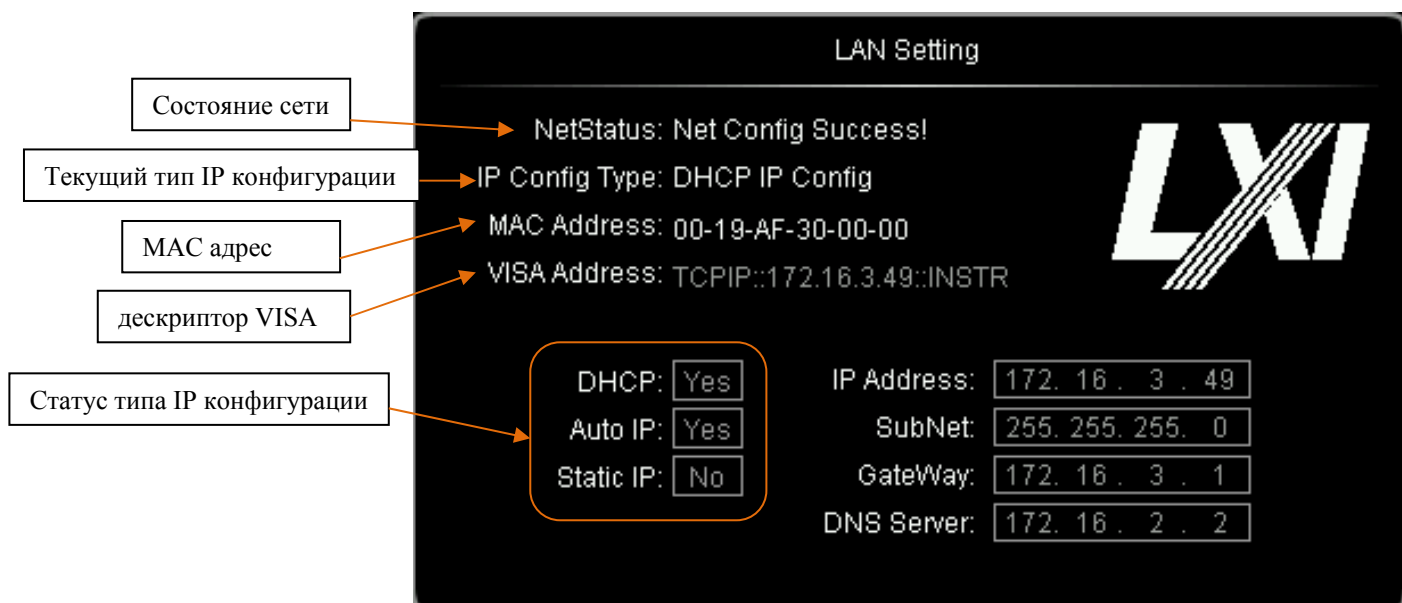 LAN Setting
Состояние сети
NetStatus: Net Config Success!
Текущий тип IP конфигурации
IP Config Type: DHCP IP Config
MAC адрес
MAC Address: 00-19-AF-30-00-00
дескриптор VISA
VISA Address: TCPIP::172.16.3.49::INSTR
LXI
Статус типа IP конфигурации
DHCP: Yes
Auto IP: Yes
Static IP: No
IP Address: 172. 16 . 3 . 49
SubNet: 255. 255. 255. 0
GateWay: 172. 16 . 3 . 1
DNS Server: 172. 16 . 2 . 2